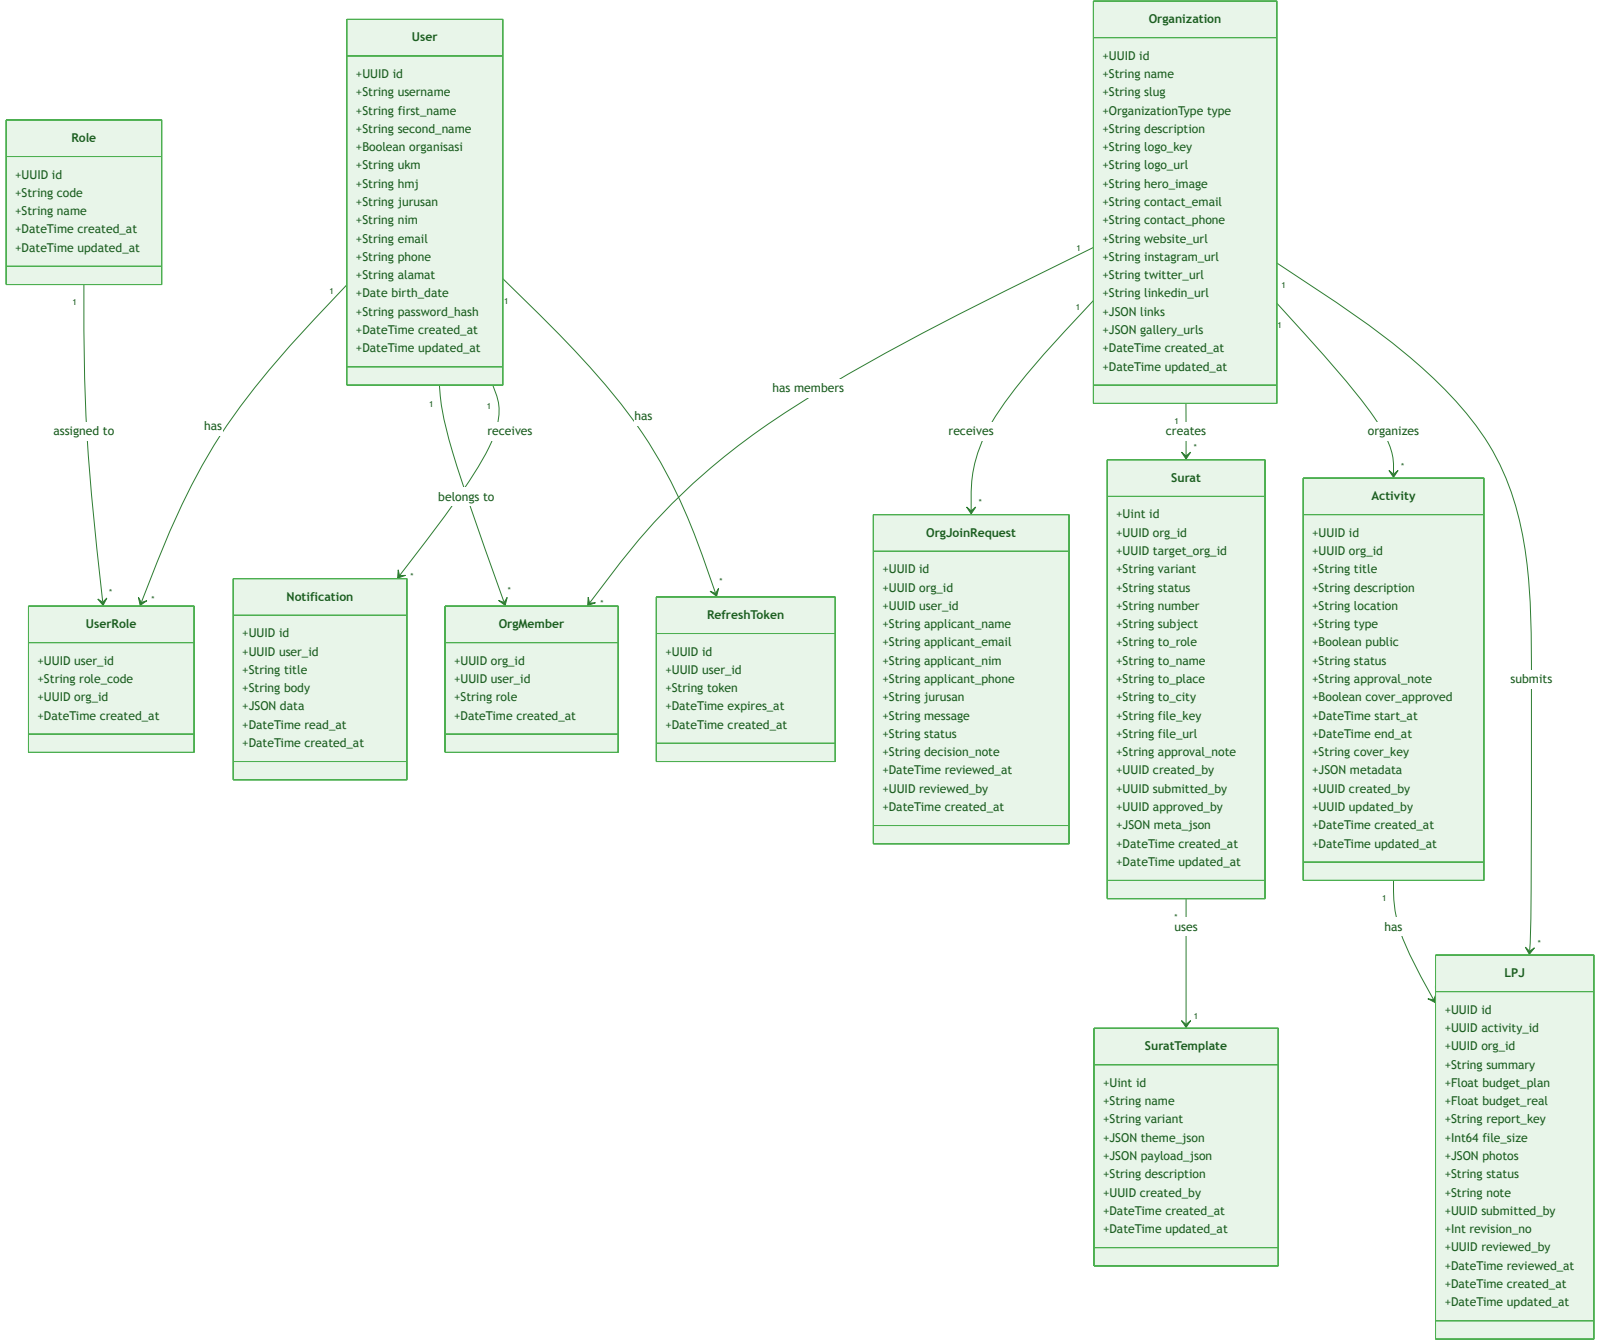 Role
+UUID id
+String code
+String name
+DateTime created_at
+DateTime updated_at
User
+UUID id
+String username
+String first_name
+String second_name
+Boolean organisasi
+String ukm
+String hmj
+String jurusan
+String nim
+String email
+String phone
+String alamat
+Date birth_date
+String password_hash
+DateTime created_at
+DateTime updated_at
Organization
+UUID id
+String name
+String slug
+OrganizationType type
+String description
+String logo_key
+String logo_url
+String hero_image
+String contact_email
+String contact_phone
+String website_url
+String instagram_url
+String twitter_url
+String linkedin_url
+JSON links
+JSON gallery_urls
+DateTime created_at
+DateTime updated_at
1
1
1
1
1
1
1
1
1
1
1
assigned to
has
belongs to
receives
has
has members
receives
creates
organizes
submits
*
*
*
*
*
*
*
*
*
*
UserRole
+UUID user_id
+String role_code
+UUID org_id
+DateTime created_at
Notification
+UUID id
+UUID user_id
+String title
+String body
+JSON data
+DateTime read_at
+DateTime created_at
OrgMember
+UUID org_id
+UUID user_id
+String role
+DateTime created_at
RefreshToken
+UUID id
+UUID user_id
+String token
+DateTime expires_at
+DateTime created_at
OrgJoinRequest
+UUID id
+UUID org_id
+UUID user_id
+String applicant_name
+String applicant_email
+String applicant_nim
+String applicant_phone
+String jurusan
+String message
+String status
+String decision_note
+DateTime reviewed_at
+UUID reviewed_by
+DateTime created_at
Surat
+Uint id
+UUID org_id
+UUID target_org_id
+String variant
+String status
+String number
+String subject
+String to_role
+String to_name
+String to_place
+String to_city
+String file_key
+String file_url
+String approval_note
+UUID created_by
+UUID submitted_by
+UUID approved_by
+JSON meta_json
+DateTime created_at
+DateTime updated_at
Activity
+UUID id
+UUID org_id
+String title
+String description
+String location
+String type
+Boolean public
+String status
+String approval_note
+Boolean cover_approved
+DateTime start_at
+DateTime end_at
+String cover_key
+JSON metadata
+UUID created_by
+UUID updated_by
+DateTime created_at
+DateTime updated_at
*
uses
1
1
has
SuratTemplate
+Uint id
+String name
+String variant
+JSON theme_json
+JSON payload_json
+String description
+UUID created_by
+DateTime created_at
+DateTime updated_at
LPJ
+UUID id
+UUID activity_id
+UUID org_id
+String summary
+Float budget_plan
+Float budget_real
+String report_key
+Int64 file_size
+JSON photos
+String status
+String note
+UUID submitted_by
+Int revision_no
+UUID reviewed_by
+DateTime reviewed_at
+DateTime created_at
+DateTime updated_at